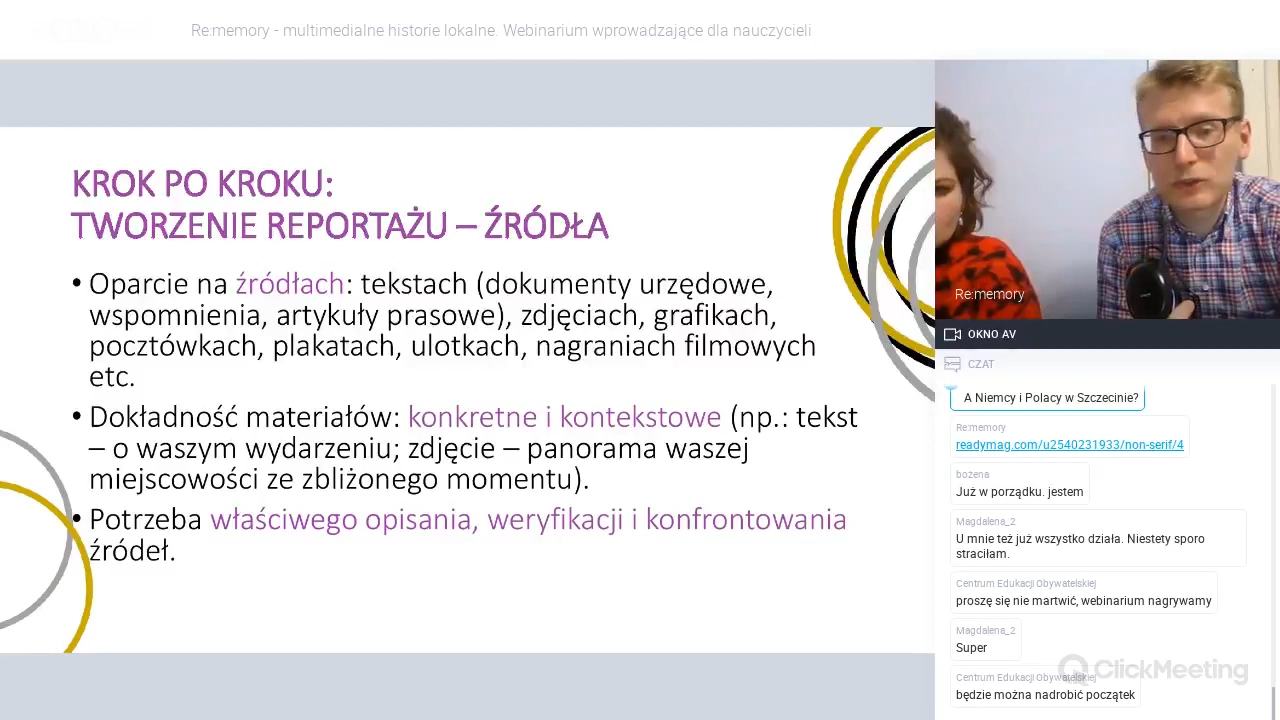 Re:memory - multimedialne historie lokalne. Webinarium wprowadzające dla nauczycieli
KROK PO KROKU:
TWORZENIE REPORTAŻU – ŹRÓDŁA
• Oparcie na źródłach: tekstach (dokumenty urzędowe,
wspomnienia, artykuły prasowe), zdjęciach, grafikach,
pocztówkach, plakatach, ulotkach, nagraniach filmowych
etc.
• Dokładność materiałów: konkretne i kontekstowe (np.: tekst
– o waszym wydarzeniu; zdjęcie – panorama waszej
miejscowości ze zbliżonego momentu).
• Potrzeba właściwego opisania, weryfikacji i konfrontowania
źródeł.
Re:memory
OKNO AV
CZAT
A Niemcy i Polacy w Szczecinie?
Re:memory
readymag.com/u2540231933/non-serif/4
bożena
Już w porządku. jestem
Magdalena_2
U mnie też już wszystko działa. Niestety sporo
straciłam.
Centrum Edukacji Obywatelskiej
proszę się nie martwić, webinarium nagrywamy
Magdalena_2
Super
Centrum Edukacji Obywatelskiej
będzie można nadrobić początek
ClickMeeting